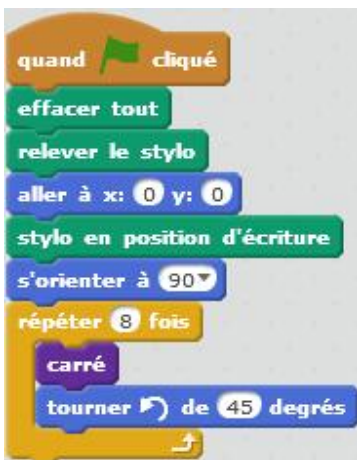 quand cliqué
effacer tout
relever le stylo
aller à x: 0 y: 0
stylo en position d'écriture
s'orienter à 90
répéter 8 fois
carré
tourner de 45 degrés